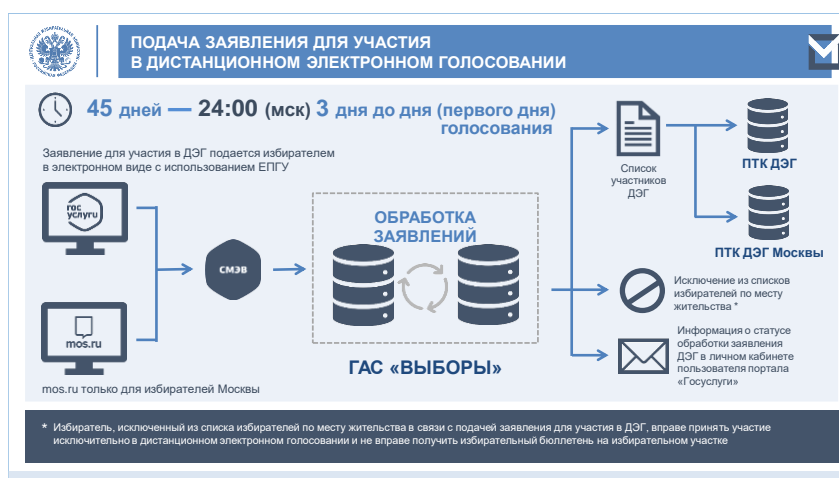 ПОДАЧА ЗАЯВЛЕНИЯ ДЛЯ УЧАСТИЯ
В ДИСТАНЦИОННОМ ЭЛЕКТРОННОМ ГОЛОСОВАНИИ
45 дней — 24:00 (мск) 3 дня до дня (первого дня)
голосования
Заявление для участия в ДЭГ подается избирателем
в электронном виде с использованием ЕПГУ
гос
услуги
mos.ru
mos.ru только для избирателей Москвы
СМЭВ
ОБРАБОТКА
ЗАЯВЛЕНИЙ
ГАС «ВЫБОРЫ»
Список
участников
ДЭГ
ПТК ДЭГ
ПТК ДЭГ Москвы
Исключение из списков
избирателей по месту
жительства *
Информация о статусе
обработки заявления
ДЭГ в личном кабинете
пользователя портала
«Госуслуги»
* Избиратель, исключенный из списка избирателей по месту жительства в связи с подачей заявления для участия в ДЭГ, вправе принять участие
исключительно в дистанционном электронном голосовании и не вправе получить избирательный бюллетень на избирательном участке